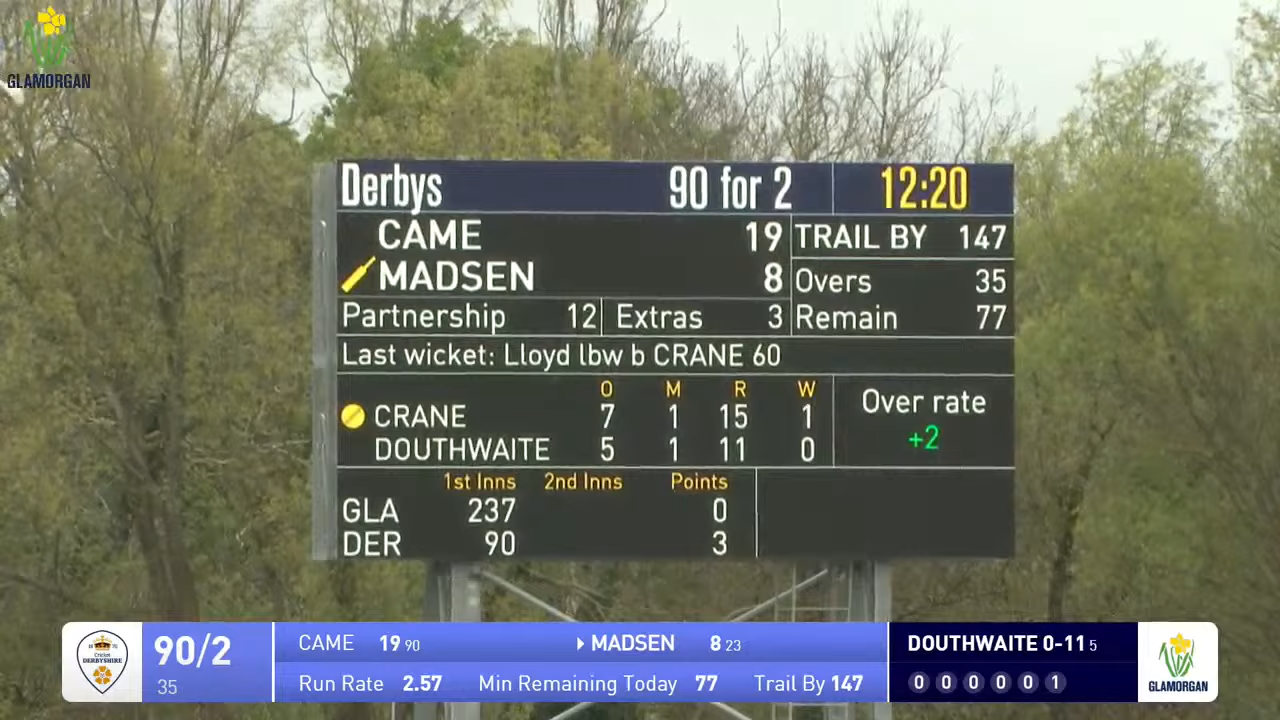 GLAMORGAN
Derbys 90 for 2 12:20
CAME 19 TRAIL BY 147
MADSEN 8 Overs 35
Partnership 12 Extras 3 Remain 77
Last wicket: Lloyd lbw b CRANE 60
O M R W
CRANE 7 1 15 1 Over rate
DOUTHWAITE 5 1 11 0 +2
1st Inns 2nd Inns Points
GLA 237 0
DER 90 3
Cricket
DERBYSHIRE
90/2
35
CAME 19 90 MADSEN 8 23
Run Rate 2.57 Min Remaining Today 77 Trail By 147
DOUTHWAITE 0-11 5
0 0 0 0 0 1
GLAMORGAN